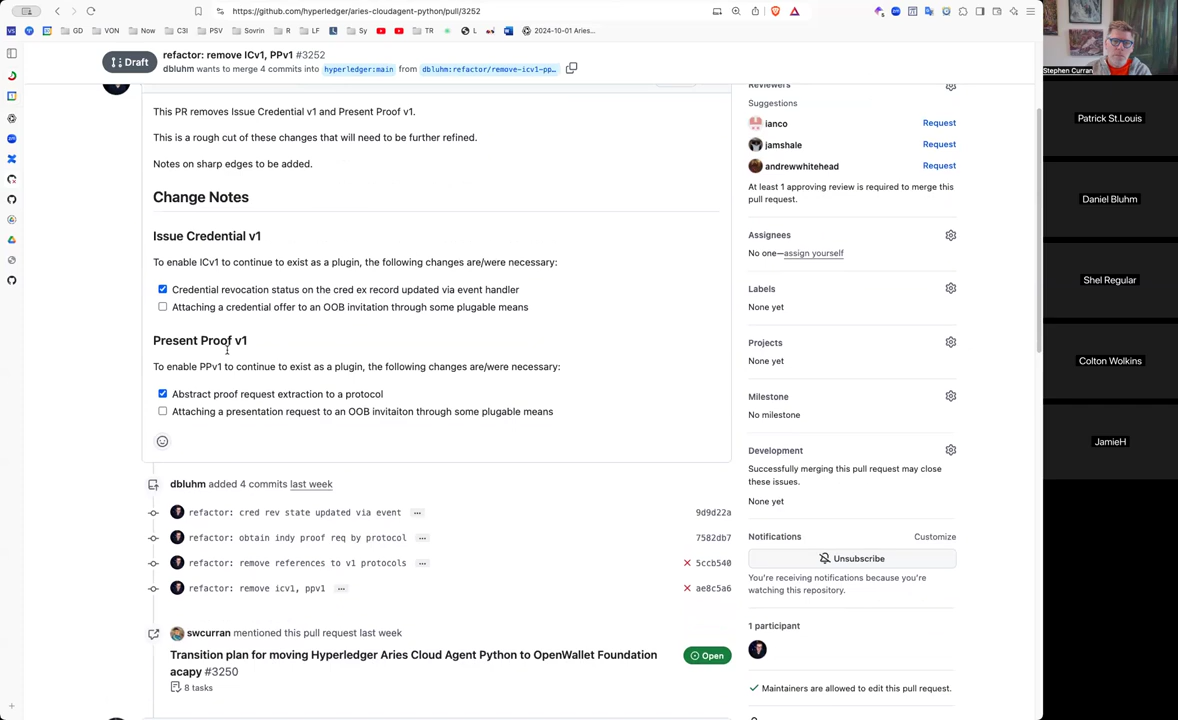 https://github.com/hyperledger/aries-cloudagent-python/pull/3252
GD
VON
Now
C3I
PSV
Sovrin
R
LF
Sy
TR
L
2024-10-01 Aries...
Draft
refactor: remove ICv1, PPv1 #3252
dbluhm wants to merge 4 commits into hyperledger:main from dbluhm:refactor/remove-icv1-pp...
This PR removes Issue Credential v1 and Present Proof v1.
This is a rough cut of these changes that will need to be further refined.
Notes on sharp edges to be added.
Change Notes
Issue Credential v1
To enable ICv1 to continue to exist as a plugin, the following changes are/were necessary:
Credential revocation status on the cred ex record updated via event handler
Attaching a credential offer to an OOB invitation through some plugable means
Present Proof v1
To enable PPv1 to continue to exist as a plugin, the following changes are/were necessary:
Abstract proof request extraction to a protocol
Attaching a presentation request to an OOB invitaiton through some plugable means
dbluhm added 4 commits last week
refactor: cred rev state updated via event ... 9d9d22a
refactor: obtain indy proof req by protocol ... 7582db7
refactor: remove references to v1 protocols ... 5ccb540
refactor: remove icv1, ppv1 ... ae8c5a6
swcurran mentioned this pull request last week
Transition plan for moving Hyperledger Aries Cloud Agent Python to OpenWallet Foundation
acapy #3250
Open
8 tasks
Reviewers
Suggestions
ianco Request
jamshale Request
andrewwhitehead Request
At least 1 approving review is required to merge this
pull request.
Assignees
No one—assign yourself
Labels
None yet
Projects
None yet
Milestone
No milestone
Development
Successfully merging this pull request may close
these issues.
None yet
Notifications Customize
Unsubscribe
You're receiving notifications because you're
watching this repository.
1 participant
Maintainers are allowed to edit this pull request.
Stephen Curran
Patrick St.Louis
Daniel Bluhm
Shel Regular
Colton Wolkins
JamieH